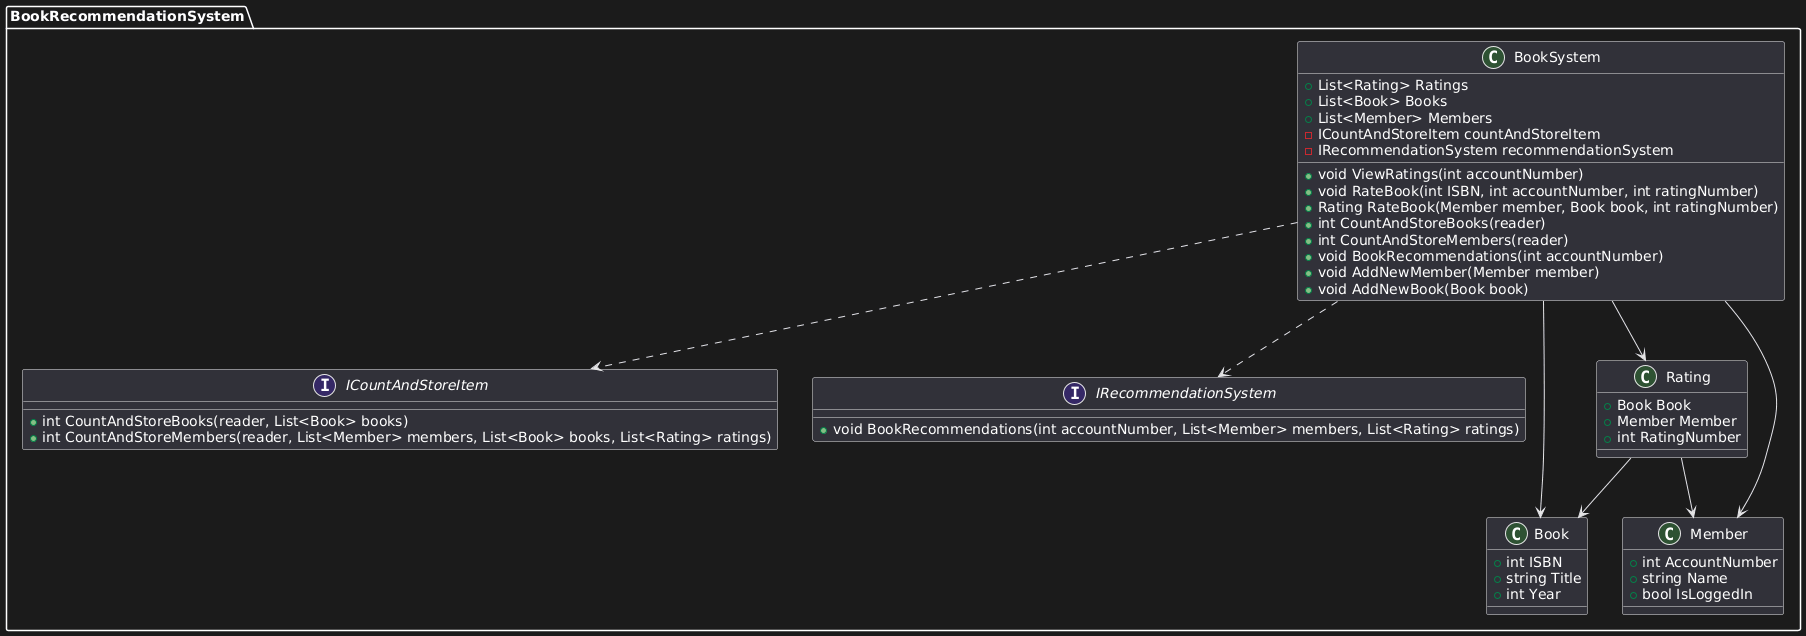 BookRecommendationSystem
C BookSystem
List<Rating> Ratings
List<Book> Books
List<Member> Members
ICountAndStoreItem countAndStoreItem
IRecommendationSystem recommendationSystem
void ViewRatings(int accountNumber)
void RateBook(int ISBN, int accountNumber, int ratingNumber)
Rating RateBook(Member member, Book book, int ratingNumber)
int CountAndStoreBooks(reader)
int CountAndStoreMembers(reader)
void BookRecommendations(int accountNumber)
void AddNewMember(Member member)
void AddNewBook(Book book)
I ICountAndStoreItem
int CountAndStoreBooks(reader, List<Book> books)
int CountAndStoreMembers(reader, List<Member> members, List<Book> books, List<Rating> ratings)
I IRecommendationSystem
void BookRecommendations(int accountNumber, List<Member> members, List<Rating> ratings)
C Rating
Book Book
Member Member
int RatingNumber
C Book
int ISBN
string Title
int Year
C Member
int AccountNumber
string Name
bool IsLoggedIn